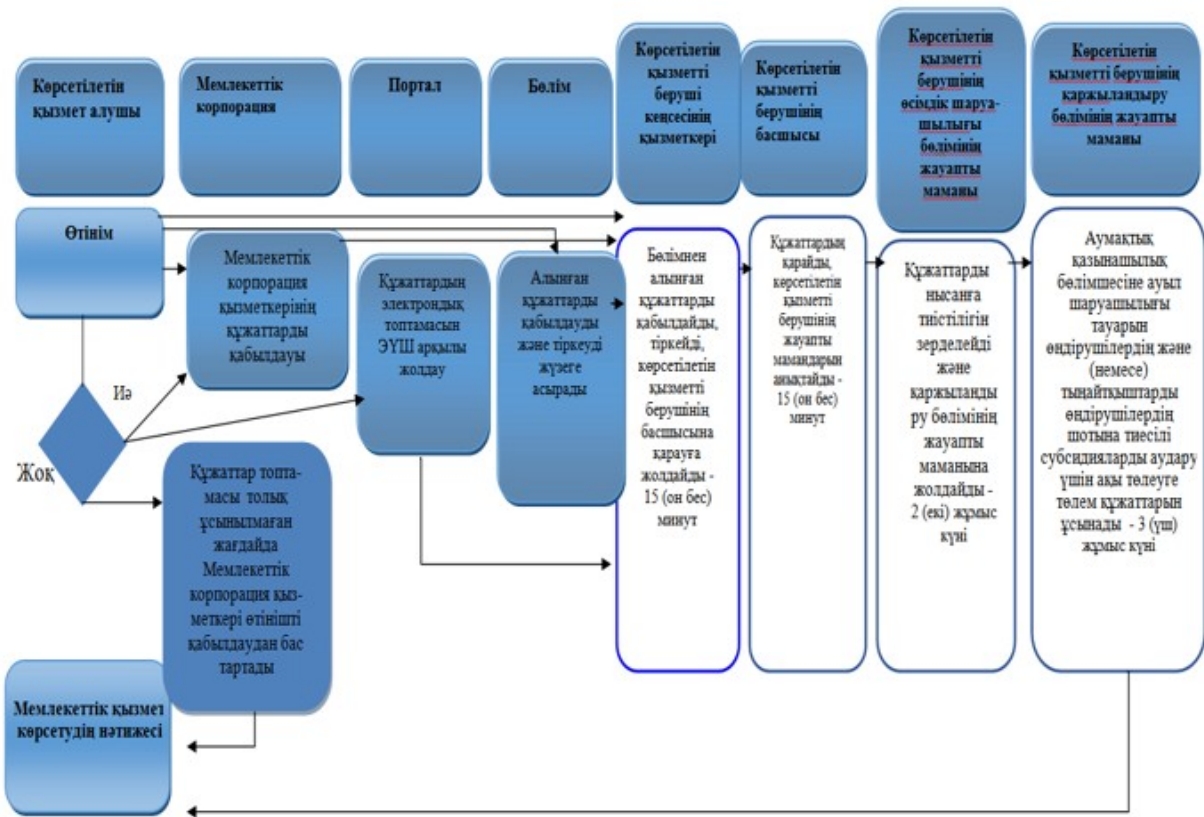 Көрсетілетін
қызмет алушы
Мемлекеттік
корпорация
Портал
Бөлім
Көрсетілетін
қызметті
беруші
кеңсесінің
қызметкері
Көрсетілетін
қызметті
берушінің
басшысы
Көрсетілетін
қызметті
берушінің
өсімдік шаруа-
шылығы
бөлімінің
жауапты
маманы
Көрсетілетін
қызметті берушінің
қаржыландыру
бөлімінің жауапты
маманы
Өтінім
Мемлекеттік
корпорация
қызметкерінің
құжаттарды
қабылдауы
Құжаттардың
электрондық
топтамасын
ЭҮШ арқылы
жолдау
Алынған
құжаттарды
қабылдауды
және тіркеуді
жүзеге
асырады
Бөлімнен
алынған
құжаттарды
қабылдайды,
тіркейді,
көрсетілетін
қызметті
берушінің
басшысына
қарауға
жолдайды -
15 (он бес)
минут
Құжаттардың
қарайды,
көрсетілетін
қызметті
берушінің
жауапты
мамандарын
анықтайды -
15 (он бес)
минут
Құжаттарды
нысанға
тністілігін
зерделейді
және
қаржыланды
ру бөлімінің
жауапты
маманына
жолдайды -
2 (екі) жұмыс
күні
Аумақтық
қазынашылық
бөлімшесіне ауыл
шаруашылығы
тауарын
өндірушілердің және
(немесе)
тыңайтқыштарды
өндірушілердің
шотына тиесілі
субсидияларды аудару
үшін ақы төлеуге
төлем құжаттарын
ұсынады - 3 (үш)
жұмыс күні
Иә
Жоқ
Құжаттар топта-
масы толық
ұсынылмаған
жағдайда
Мемлекеттік
корпорация қыз-
меткері өтінішті
қабылдаудан бас
тартады
Мемлекеттік қызмет
көрсетудің нәтижесі